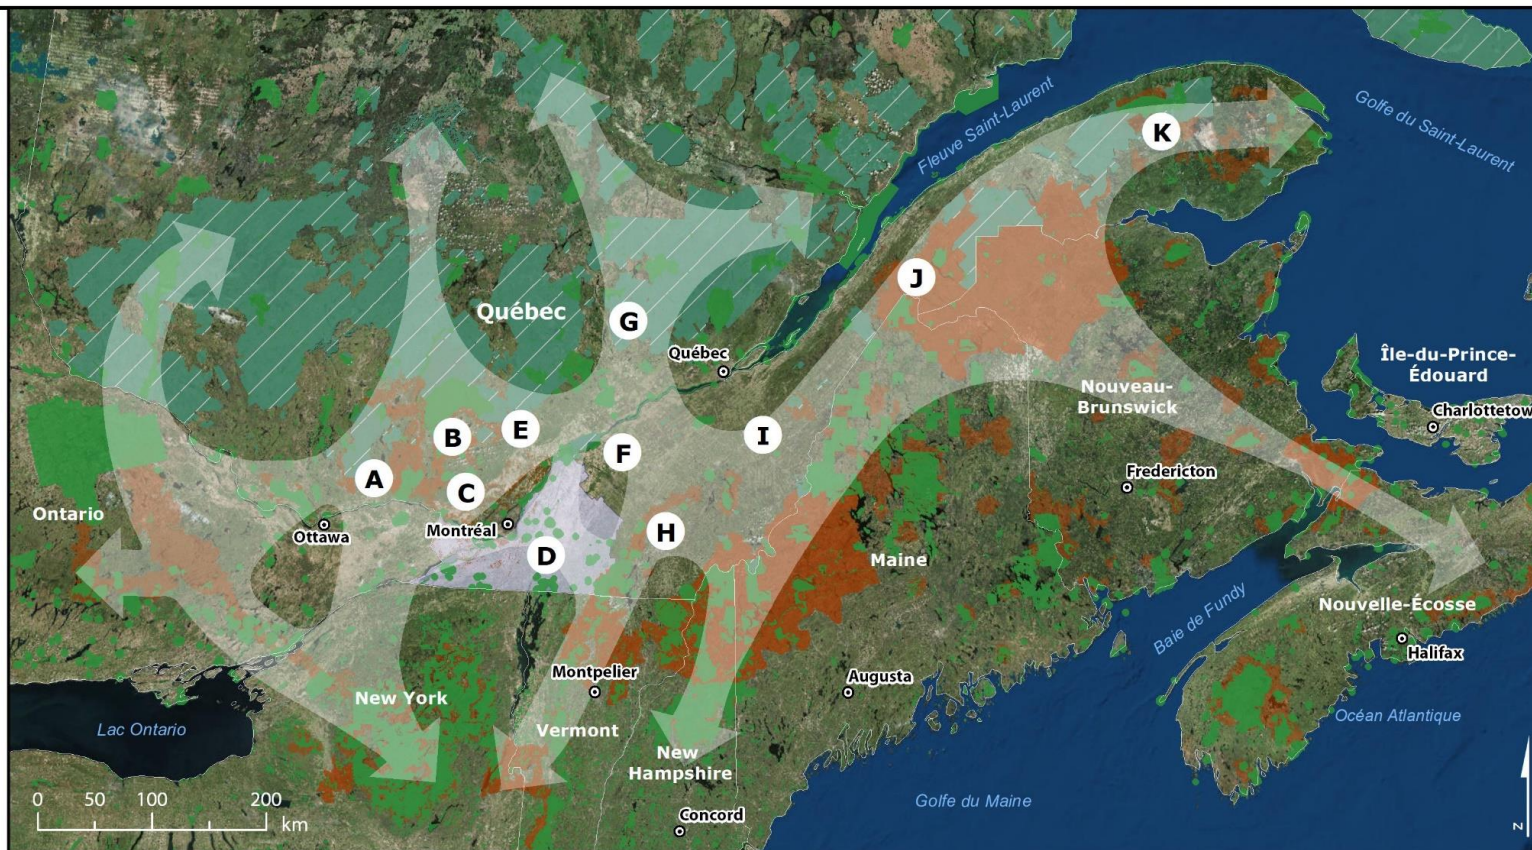 Golfe du Saint-Laurent
Fleuve Saint-Laurent
K
J
Québec
G
Québec
Île-du-Prince-
Édouard
Nouveau-
Brunswick
Charlottetow
B
E
I
F
A
C
Fredericton
Ontario
Montréal
Ottawa
H
D
Maine
Baie de Fundy
Nouvelle-Écosse
Halifax
Montpelier
Augusta
New York
Lac Ontario
Vermont
Océan Atlantique
New
Hampshire
0 50 100 200
km
Golfe du Maine
Concord
N